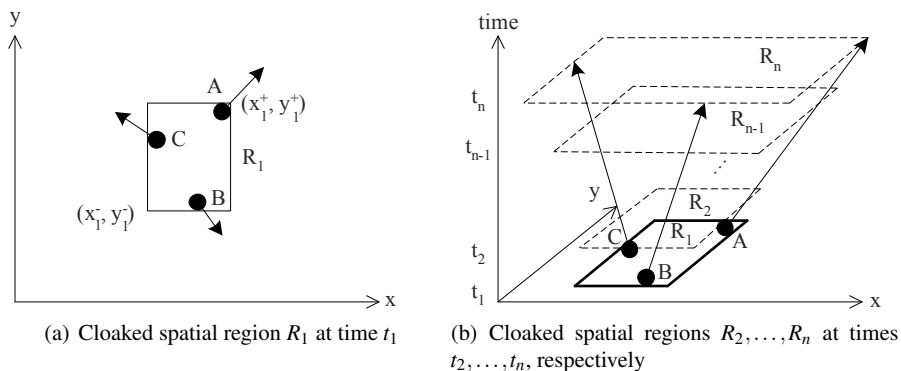 y
A
(x₁⁺, y₁⁺)
C
R₁
B
(x₁⁻, y₁⁻)
x
(a) Cloaked spatial region R₁ at time t₁
time
Rₙ
tₙ
Rₙ₋₁
tₙ₋₁
y
R₂
C
R₁
A
t₂
B
t₁
x
(b) Cloaked spatial regions R₂,...,Rₙ at times
t₂,...,tₙ, respectively